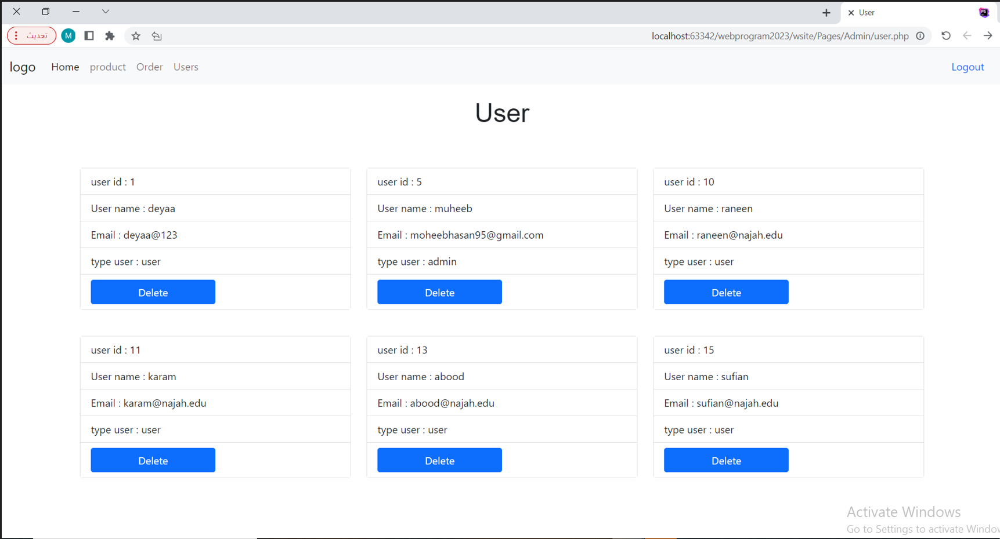 User
تحديث
M
localhost:63342/webprogram2023/wsite/Pages/Admin/user.php
logo Home product Order Users Logout
User
user id : 1
User name : deyaa
Email : deyaa@123
type user : user
Delete
user id : 5
User name : muheeb
Email : moheebhasan95@gmail.com
type user : admin
Delete
user id : 10
User name : raneen
Email : raneen@najah.edu
type user : user
Delete
user id : 11
User name : karam
Email : karam@najah.edu
type user : user
Delete
user id : 13
User name : abood
Email : abood@najah.edu
type user : user
Delete
user id : 15
User name : sufian
Email : sufian@najah.edu
type user : user
Delete
Activate Windows
Go to Settings to activate Windov